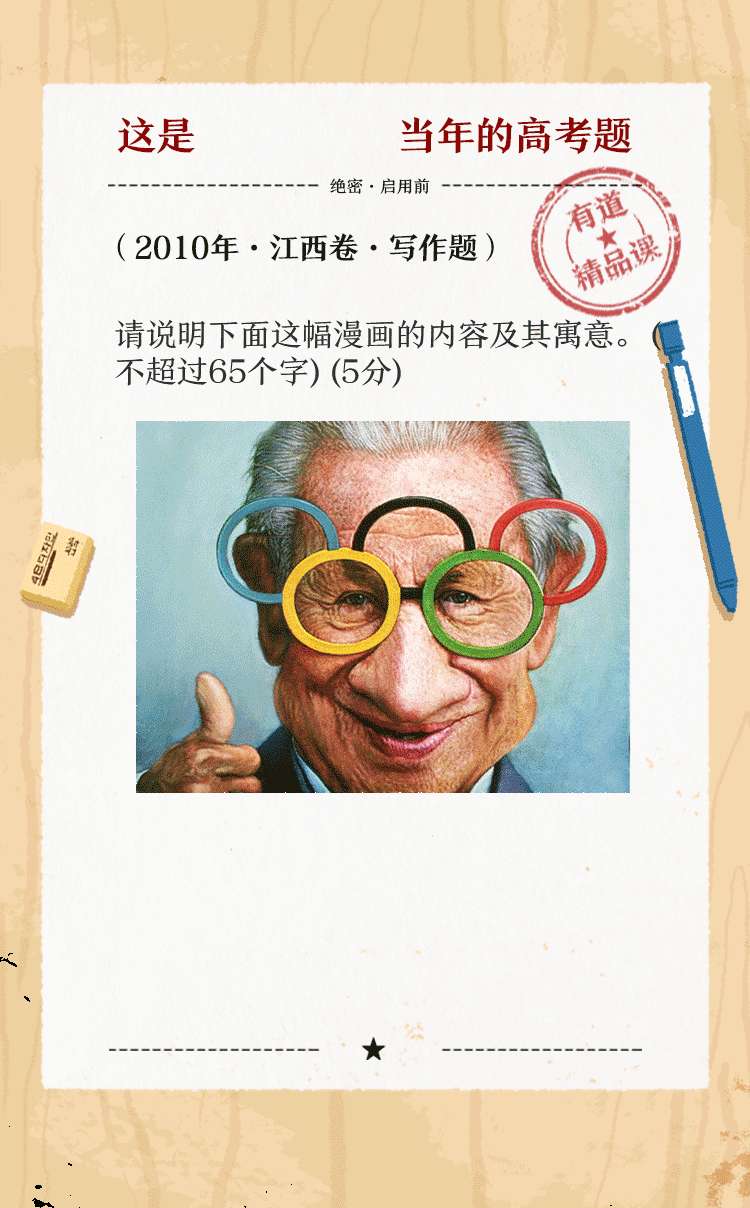 这是 当年的高考题
绝密·启用前
(2010年·江西卷·写作题)
有道
精品课
请说明下面这幅漫画的内容及其寓意。
不超过65个字) (5分)